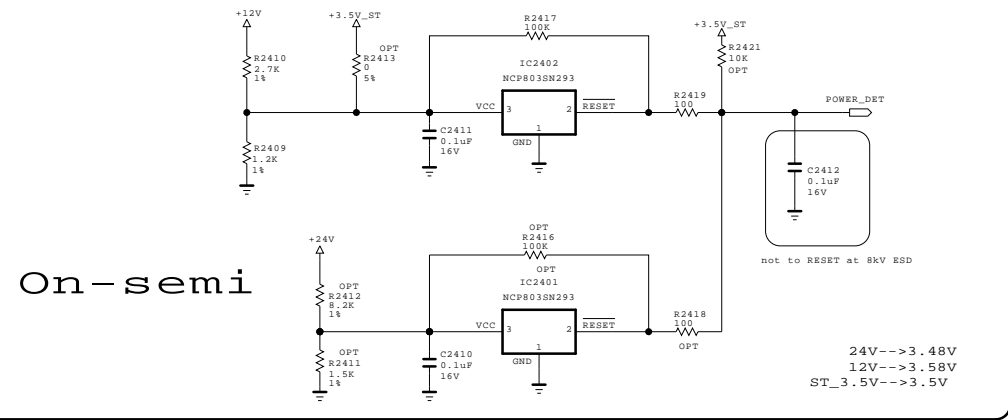 +12V
R2410
2.7K
1%
R2409
1.2K
1%
+3.5V_ST
OPT
R2413
0
5%
R2417
100K
IC2402
NCP803SN293
VCC
3
2
RESET
1
GND
C2411
0.1uF
16V
+3.5V_ST
R2421
10K
OPT
R2419
100
POWER_DET
C2412
0.1uF
16V
not to RESET at 8kV ESD
On-semi
+24V
OPT
R2412
8.2K
1%
OPT
R2411
1.5K
1%
OPT
R2416
100K
OPT
IC2401
NCP803SN293
VCC
3
2
RESET
1
GND
C2410
0.1uF
16V
R2418
100
OPT
24V-->3.48V
12V-->3.58V
ST_3.5V-->3.5V